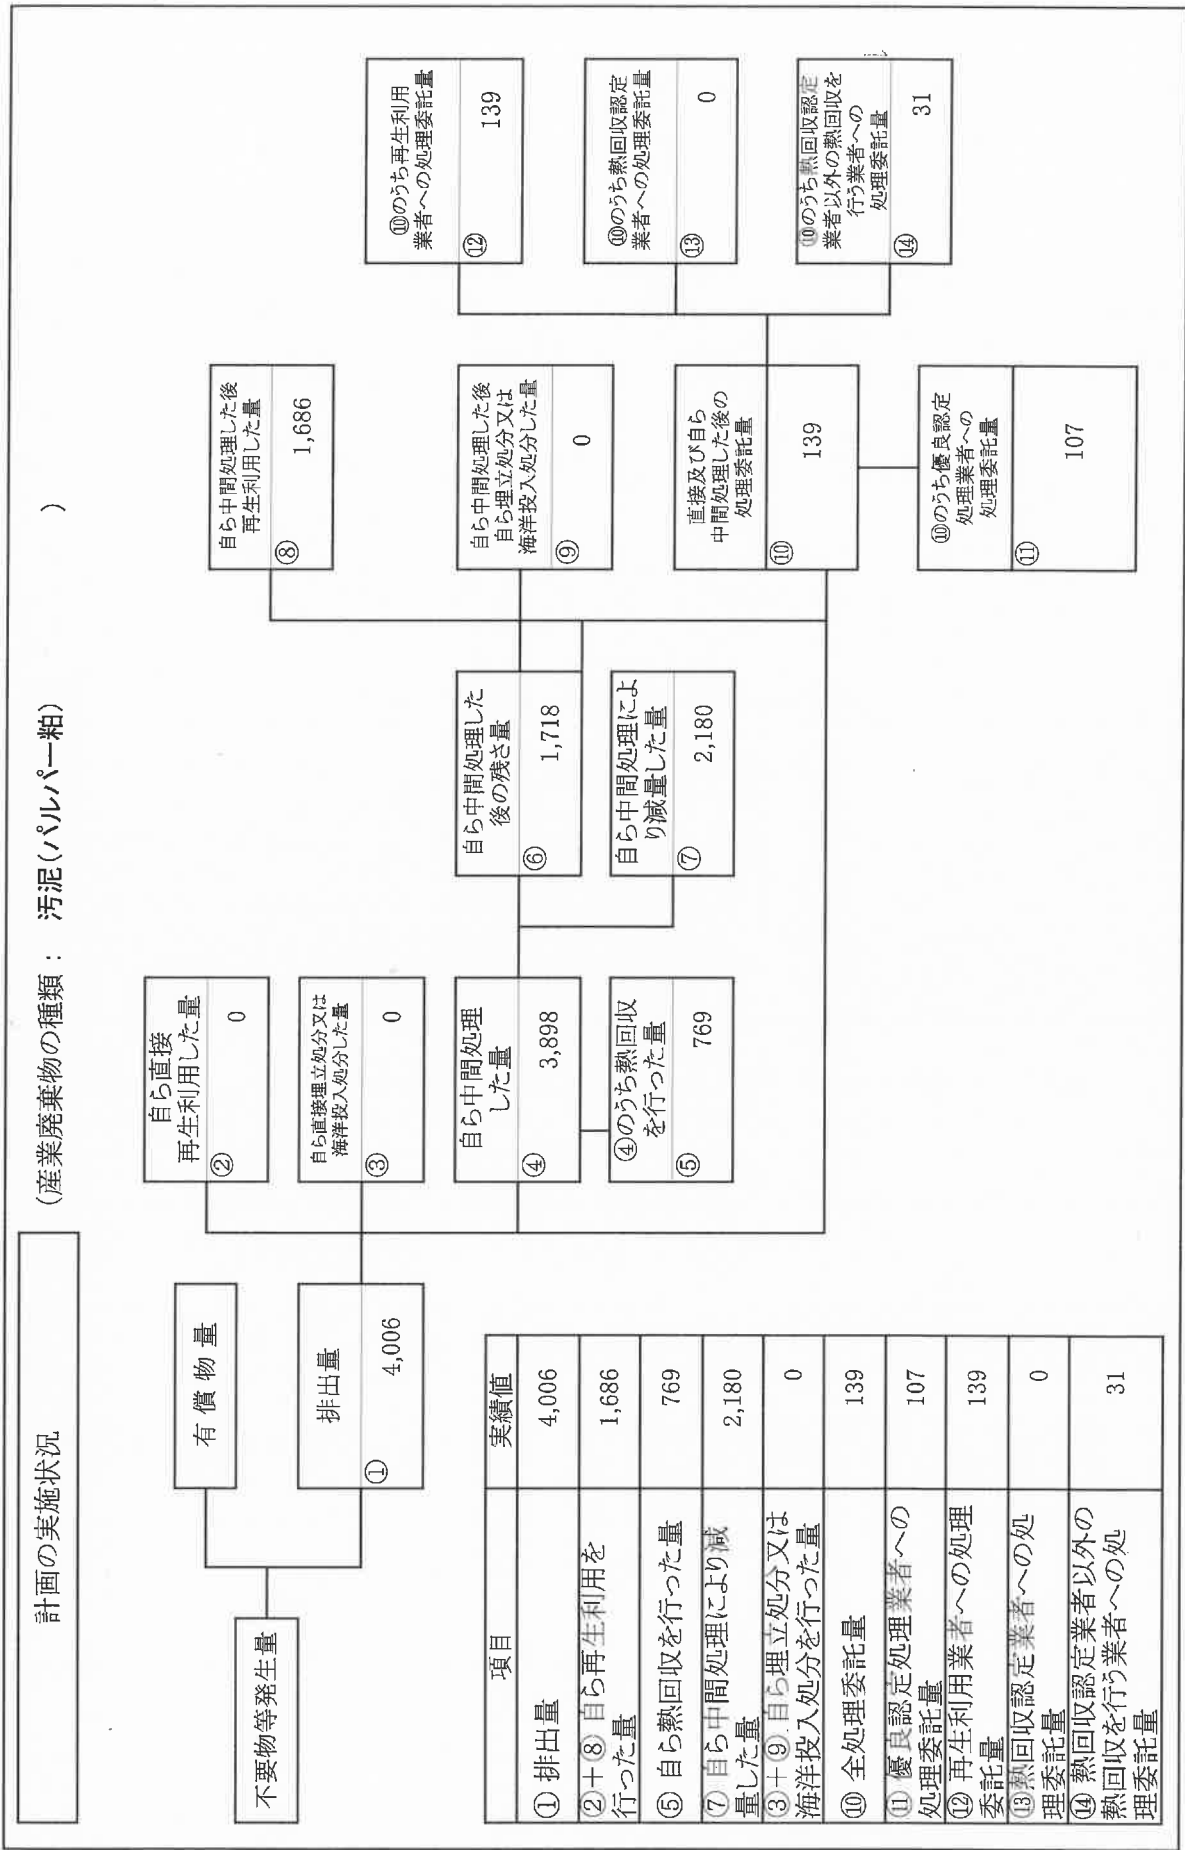 計画の実施状況
(産業廃棄物の種類： 汚泥(パルパー粕) )
不要物等発生量
有償物量
排出量
① 4,006
自ら直接
再生利用した量
② 0
自ら直接埋立処分又は
海洋投入処分した量
③ 0
自ら中間処理
した量
④ 3,898
④のうち熱回収
を行った量
⑤ 769
自ら中間処理した
後の残さ量
⑥ 1,718
自ら中間処理によ
り減量した量
⑦ 2,180
自ら中間処理した後
再生利用した量
⑧ 1,686
自ら中間処理した後
自ら埋立処分又は
海洋投入処分した量
⑨ 0
直接及び自ら
中間処理した後の
処理委託量
⑩ 139
⑩のうち優良認定
処理業者への
処理委託量
⑪ 107
⑩のうち再生利用
業者への処理委託量
⑫ 139
⑩のうち熱回収認定
業者への処理委託量
⑬ 0
⑩のうち熱回収認定
業者以外の熱回収を
行う業者への
処理委託量
⑭ 31
項目 実績値
① 排出量 4,006
②＋⑧ 自ら再生利用を
行った量 1,686
⑤ 自ら熱回収を行った量 769
⑦ 自ら中間処理により減
量した量 2,180
③＋⑨ 自ら埋立処分又は
海洋投入処分を行った量 0
⑩ 全処理委託量 139
⑪ 優良認定処理業者への
処理委託量 107
⑫ 再生利用業者への処理
委託量 139
⑬熱回収認定業者への処
理委託量 0
⑭ 熱回収認定業者以外の
熱回収を行う業者への処
理委託量 31